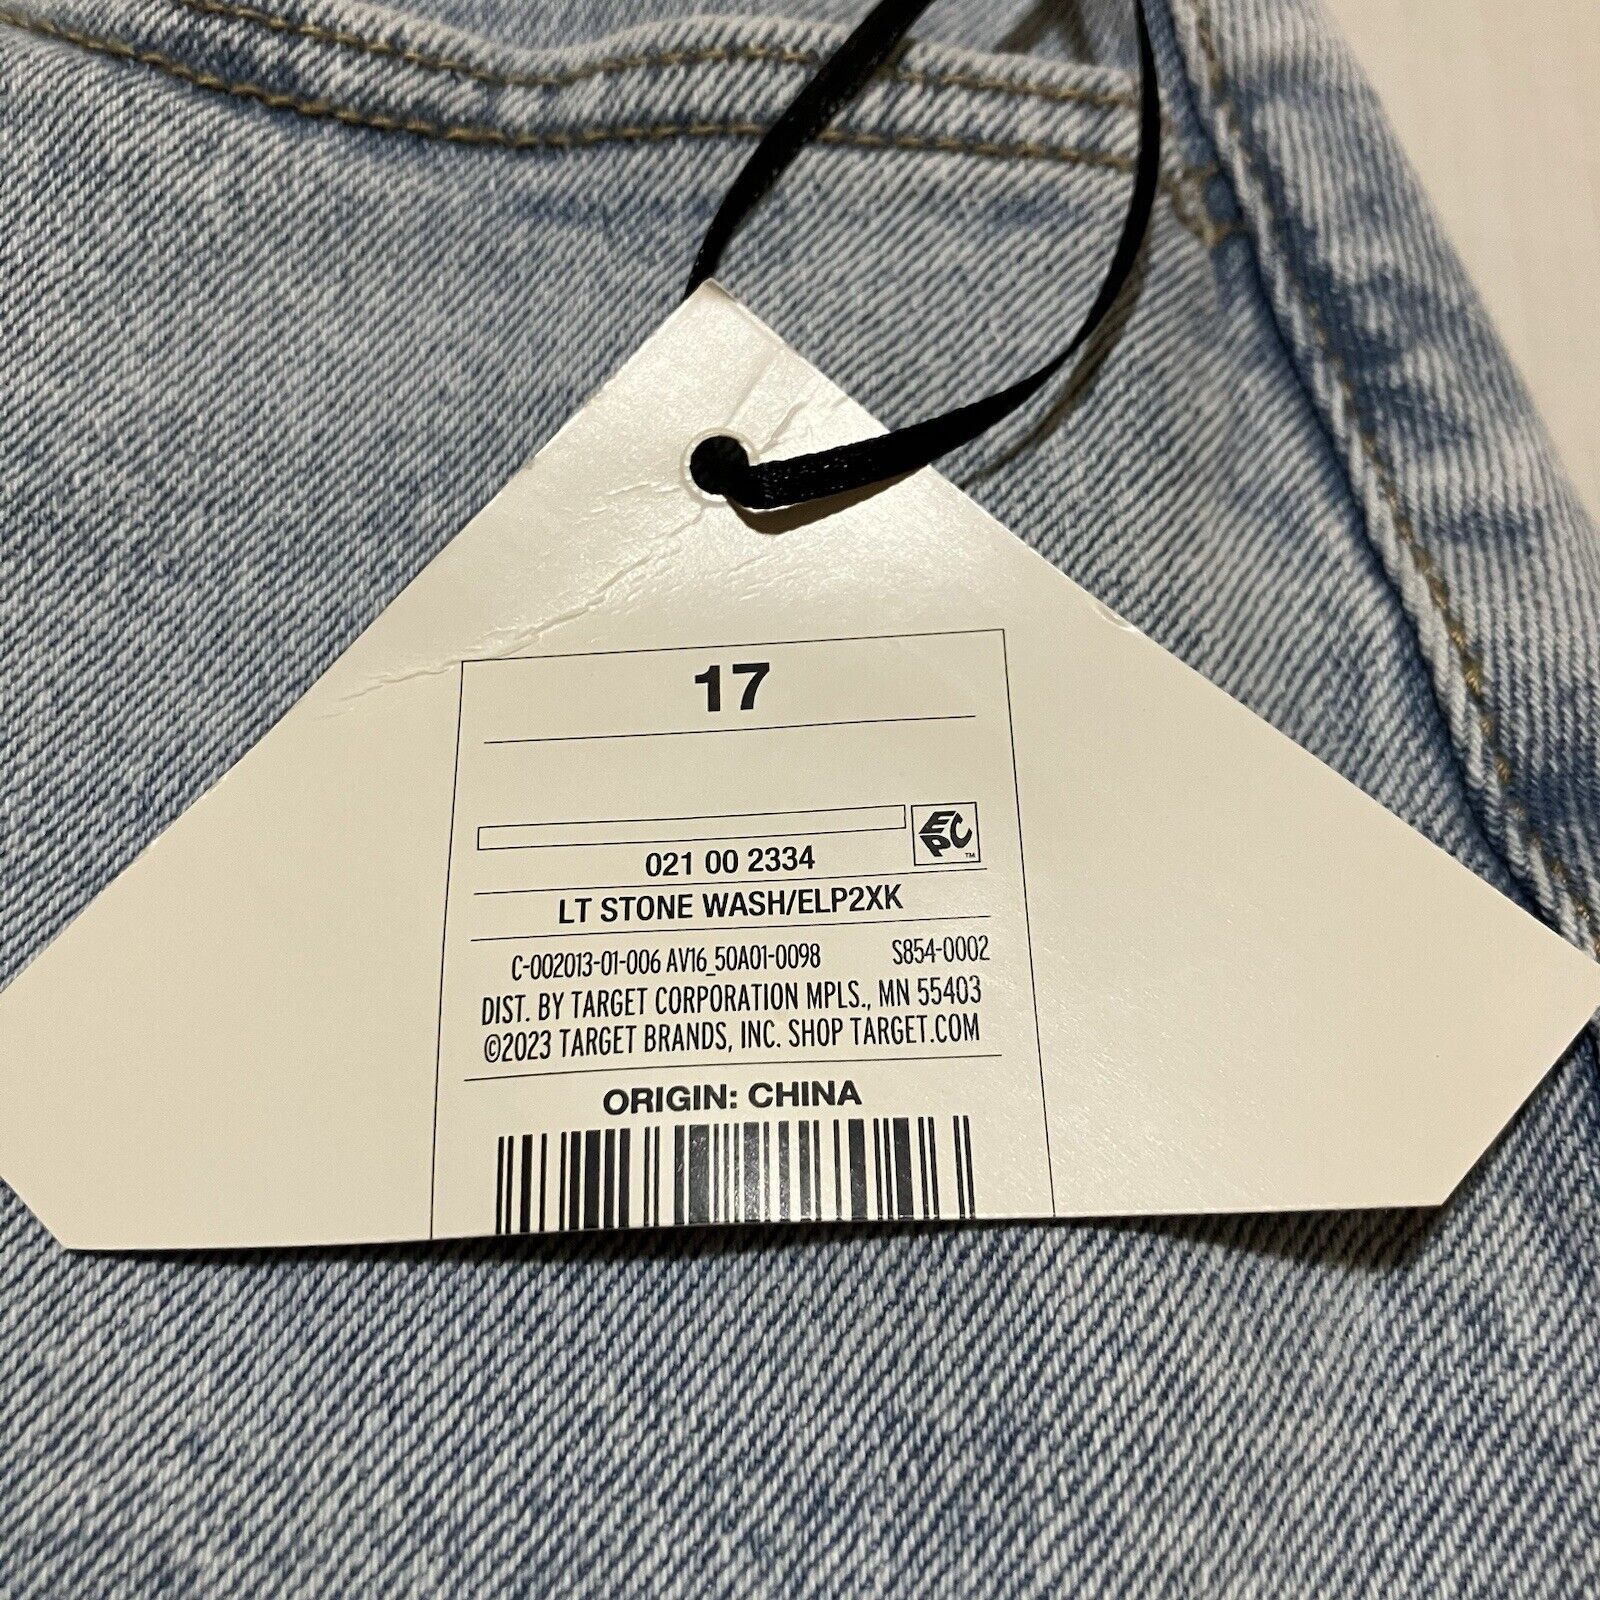 17
EPC™
021 00 2334
LT STONE WASH/ELP2XK
C-002013-01-006 AV16_50A01-0098 S854-0002
DIST. BY TARGET CORPORATION MPLS., MN 55403
©2023 TARGET BRANDS, INC. SHOP TARGET.COM
ORIGIN: CHINA